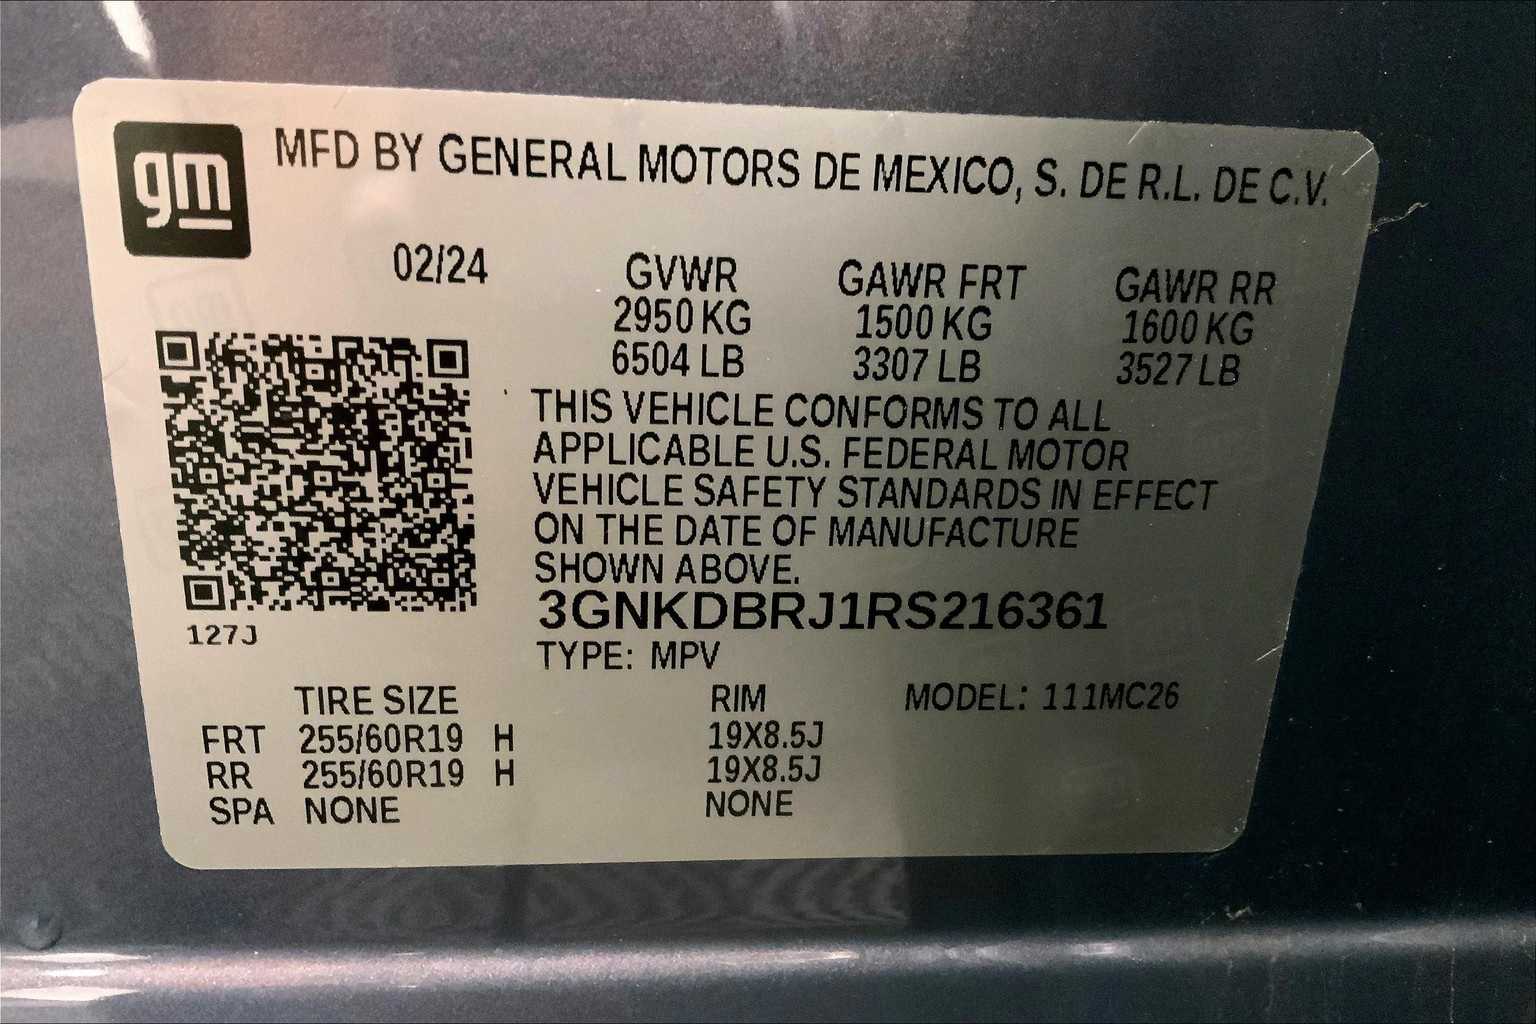 gm MFD BY GENERAL MOTORS DE MEXICO, S. DE R.L. DE C.V.
02/24 GVWR GAWR FRT GAWR RR
2950 KG 1500 KG 1600 KG
6504 LB 3307 LB 3527 LB
THIS VEHICLE CONFORMS TO ALL
APPLICABLE U.S. FEDERAL MOTOR
VEHICLE SAFETY STANDARDS IN EFFECT
ON THE DATE OF MANUFACTURE
SHOWN ABOVE.
3GNKDBRJ1RS216361
127J
TYPE: MPV
TIRE SIZE RIM MODEL: 111MC26
FRT 255/60R19 H 19X8.5J
RR 255/60R19 H 19X8.5J
SPA NONE NONE